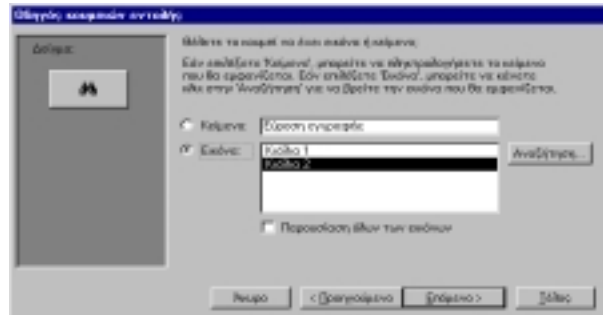 Οδηγός κουμπιών εντολής
Δείγμα:
Θέλετε το κουμπί να έχει εικόνα ή κείμενο;
Εάν επιλέξετε 'Κείμενο', μπορείτε να πληκτρολογήσετε το κείμενο
που θα εμφανίζεται. Εάν επιλέξετε 'Εικόνα', μπορείτε να κάνετε
κλικ στην 'Αναζήτηση' για να βρείτε την εικόνα που θα εμφανίζεται.
Κείμενο: Εύρεση εγγραφής
Εικόνα: Κιάλια 1
Κιάλια 2
Αναζήτηση...
Παρουσίαση όλων των εικόνων
Άκυρο < Προηγούμενο Επόμενο > Τέλος